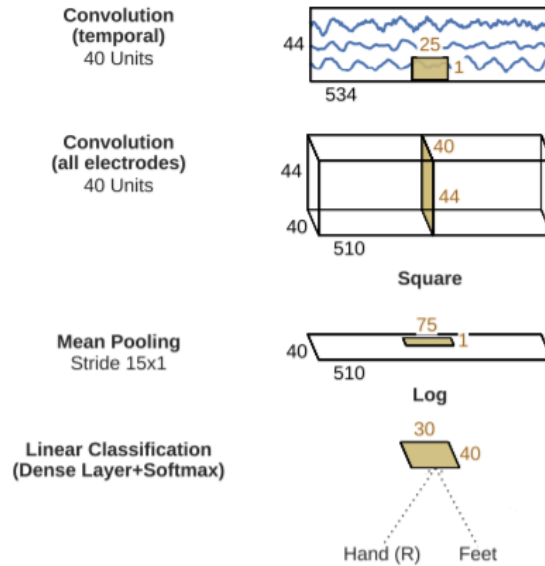 Convolution
(temporal)
40 Units
44
25
1
534
Convolution
(all electrodes)
40 Units
44
40
40
44
510
Square
Mean Pooling
Stride 15x1
40
75
1
510
Log
Linear Classification
(Dense Layer+Softmax)
30
40
Hand (R) Feet